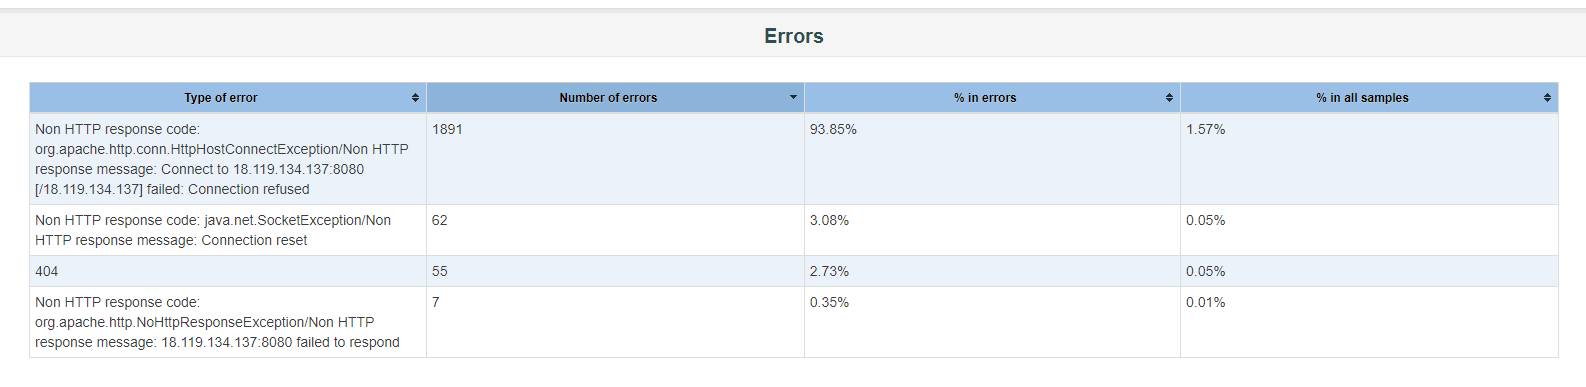 Errors
Type of error Number of errors % in errors % in all samples
Non HTTP response code: 1891 93.85% 1.57%
org.apache.http.conn.HttpHostConnectException/Non HTTP
response message: Connect to 18.119.134.137:8080
[/18.119.134.137] failed: Connection refused
Non HTTP response code: java.net.SocketException/Non 62 3.08% 0.05%
HTTP response message: Connection reset
404 55 2.73% 0.05%
Non HTTP response code: 7 0.35% 0.01%
org.apache.http.NoHttpResponseException/Non HTTP
response message: 18.119.134.137:8080 failed to respond